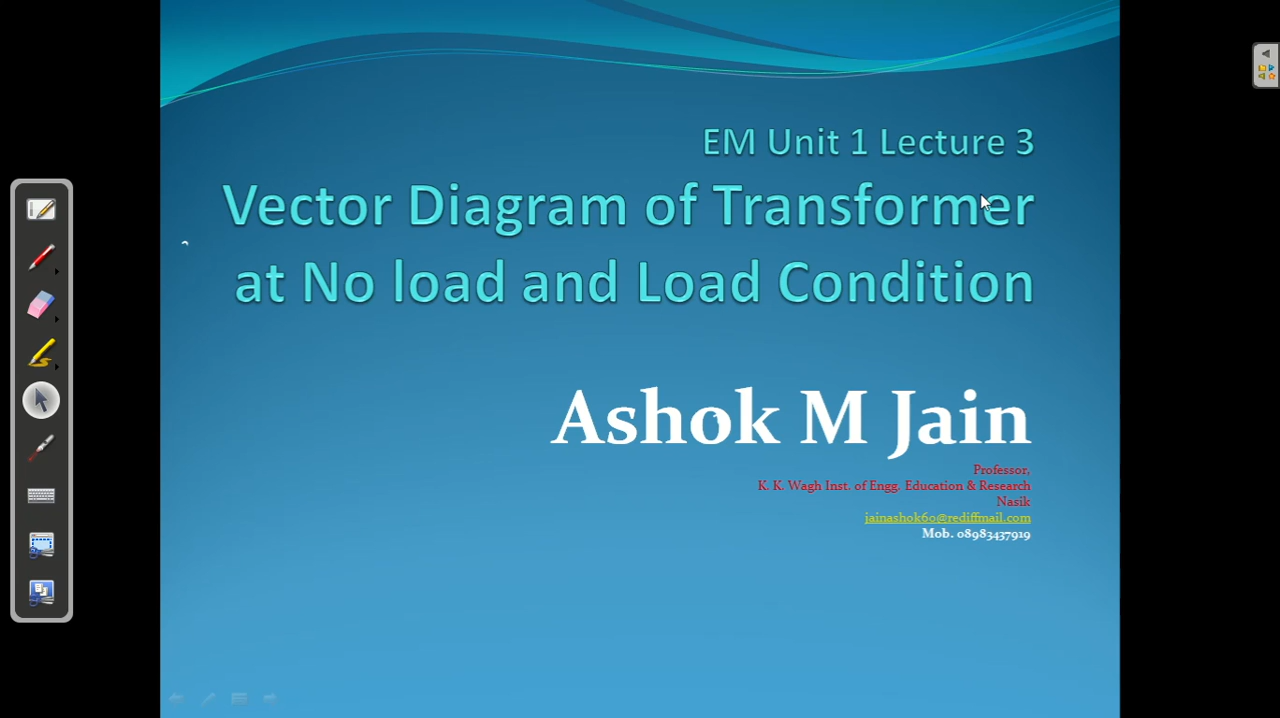 EM Unit 1 Lecture 3
Vector Diagram of Transformer
at No load and Load Condition
Ashok M Jain
Professor,
K. K. Wagh Inst. of Engg. Education & Research
Nasik
jainashok60@rediffmail.com
Mob. 08983437919